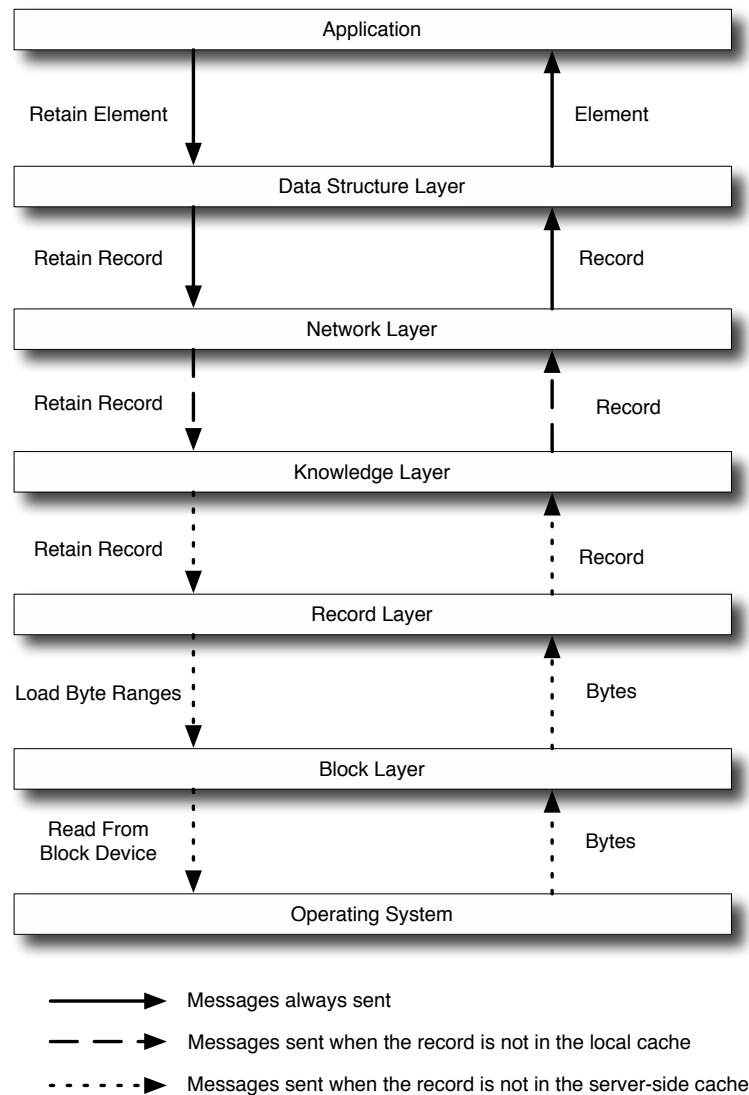 Application
Retain Element
Element
Data Structure Layer
Retain Record
Record
Network Layer
Retain Record
Record
Knowledge Layer
Retain Record
Record
Record Layer
Load Byte Ranges
Bytes
Block Layer
Read From
Block Device
Bytes
Operating System
Messages always sent
Messages sent when the record is not in the local cache
Messages sent when the record is not in the server-side cache